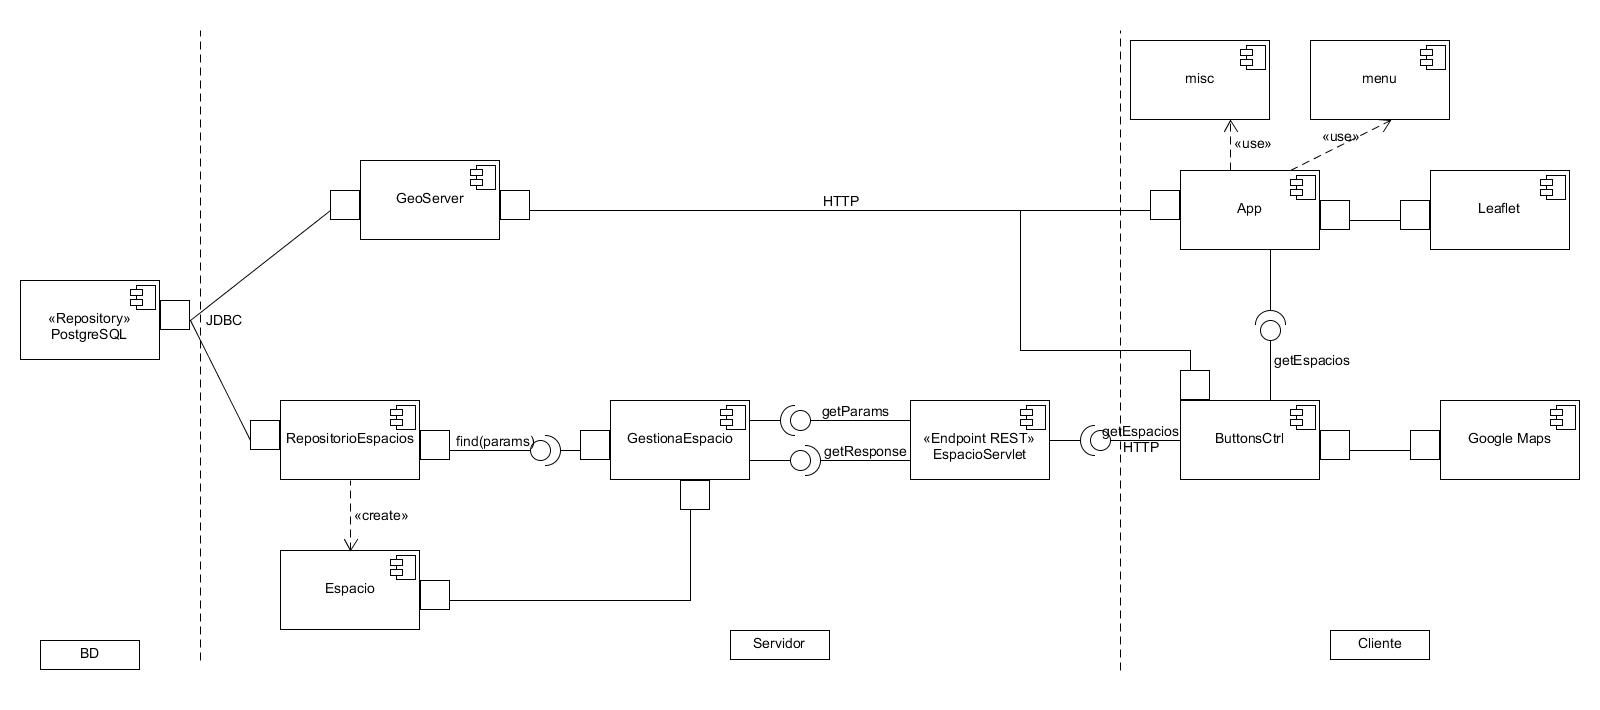 misc
menu
«use»
«use»
GeoServer
HTTP
App
Leaflet
«Repository»
PostgreSQL
JDBC
getEspacios
RepositorioEspacios
find(params)
GestionaEspacio
getParams
getResponse
«Endpoint REST»
EspacioServlet
getEspacios
HTTP
ButtonsCtrl
Google Maps
«create»
Espacio
BD
Servidor
Cliente